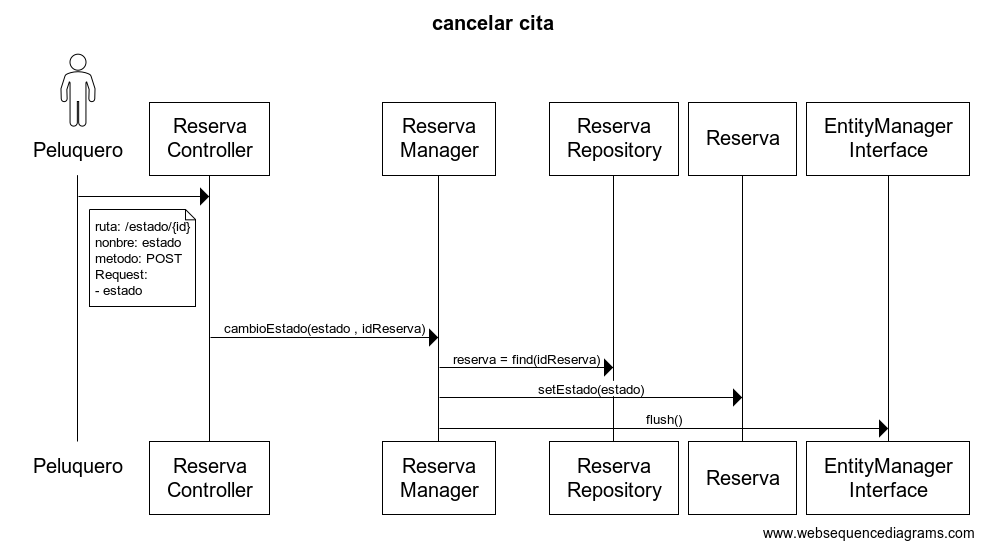 cancelar cita
Peluquero
Reserva
Controller
Reserva
Manager
Reserva
Repository
Reserva
EntityManager
Interface
ruta: /estado/{id}
nonbre: estado
metodo: POST
Request:
- estado
cambioEstado(estado , idReserva)
reserva = find(idReserva)
setEstado(estado)
flush()
Peluquero
Reserva
Controller
Reserva
Manager
Reserva
Repository
Reserva
EntityManager
Interface
www.websequencediagrams.com